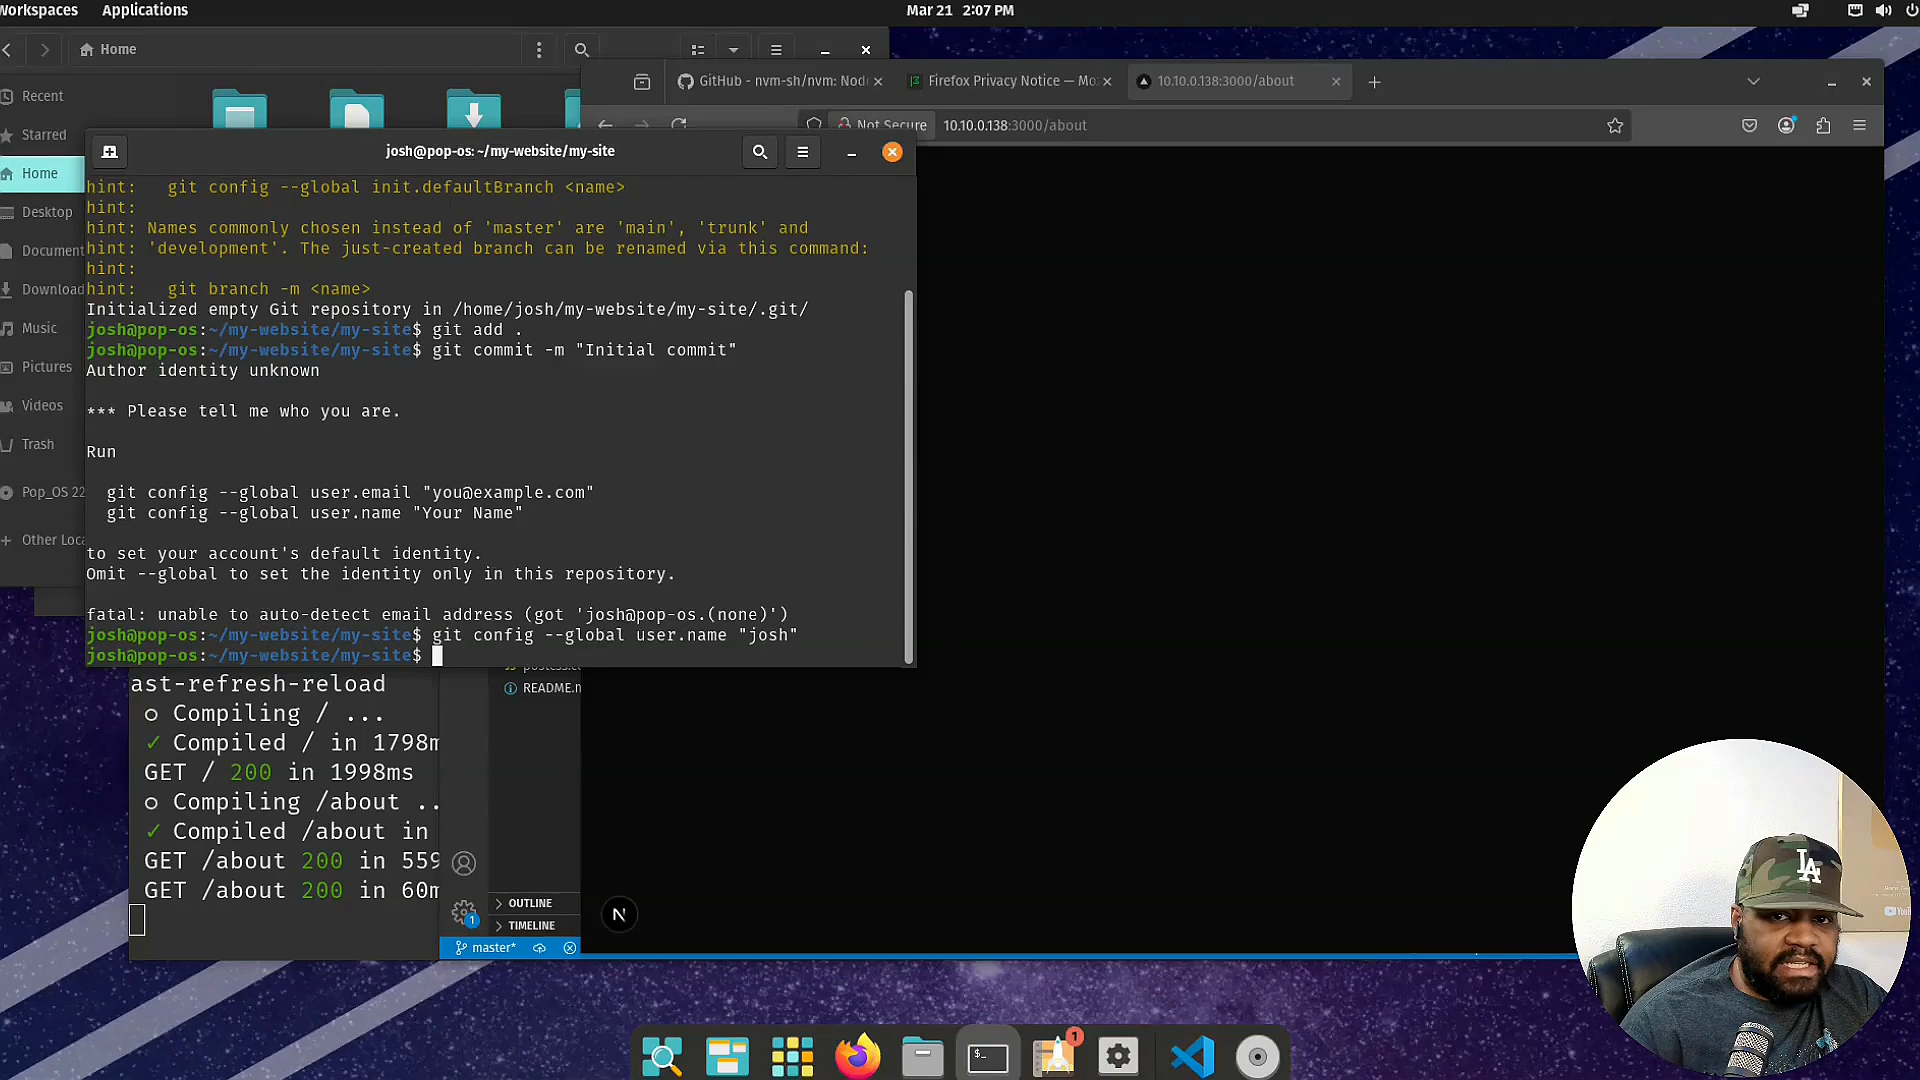 Workspaces
Applications
Mar 21 2:07 PM
Home
GitHub - nvm-sh/nvm: Nod
Firefox Privacy Notice — Mo
10.10.0.138:3000/about
Not Secure
10.10.0.138:3000/about
Recent
Starred
Home
Desktop
Document
Download
Music
Pictures
Videos
Trash
Pop_OS 22
Other Loca
josh@pop-os: ~/my-website/my-site
hint:   git config --global init.defaultBranch <name>
hint:
hint: Names commonly chosen instead of 'master' are 'main', 'trunk' and
hint: 'development'. The just-created branch can be renamed via this command:
hint:
hint:   git branch -m <name>
Initialized empty Git repository in /home/josh/my-website/my-site/.git/
josh@pop-os:~/my-website/my-site$ git add .
josh@pop-os:~/my-website/my-site$ git commit -m "Initial commit"
Author identity unknown
*** Please tell me who you are.
Run
git config --global user.email "you@example.com"
git config --global user.name "Your Name"
to set your account's default identity.
Omit --global to set the identity only in this repository.
fatal: unable to auto-detect email address (got 'josh@pop-os.(none)')
josh@pop-os:~/my-website/my-site$ git config --global user.name "josh"
josh@pop-os:~/my-website/my-site$
ast-refresh-reload
○ Compiling / ...
✓ Compiled / in 1798m
GET / 200 in 1998ms
○ Compiling /about ..
✓ Compiled /about in
GET /about 200 in 559
GET /about 200 in 60m
README.n
OUTLINE
TIMELINE
1
master*
N
1
LA